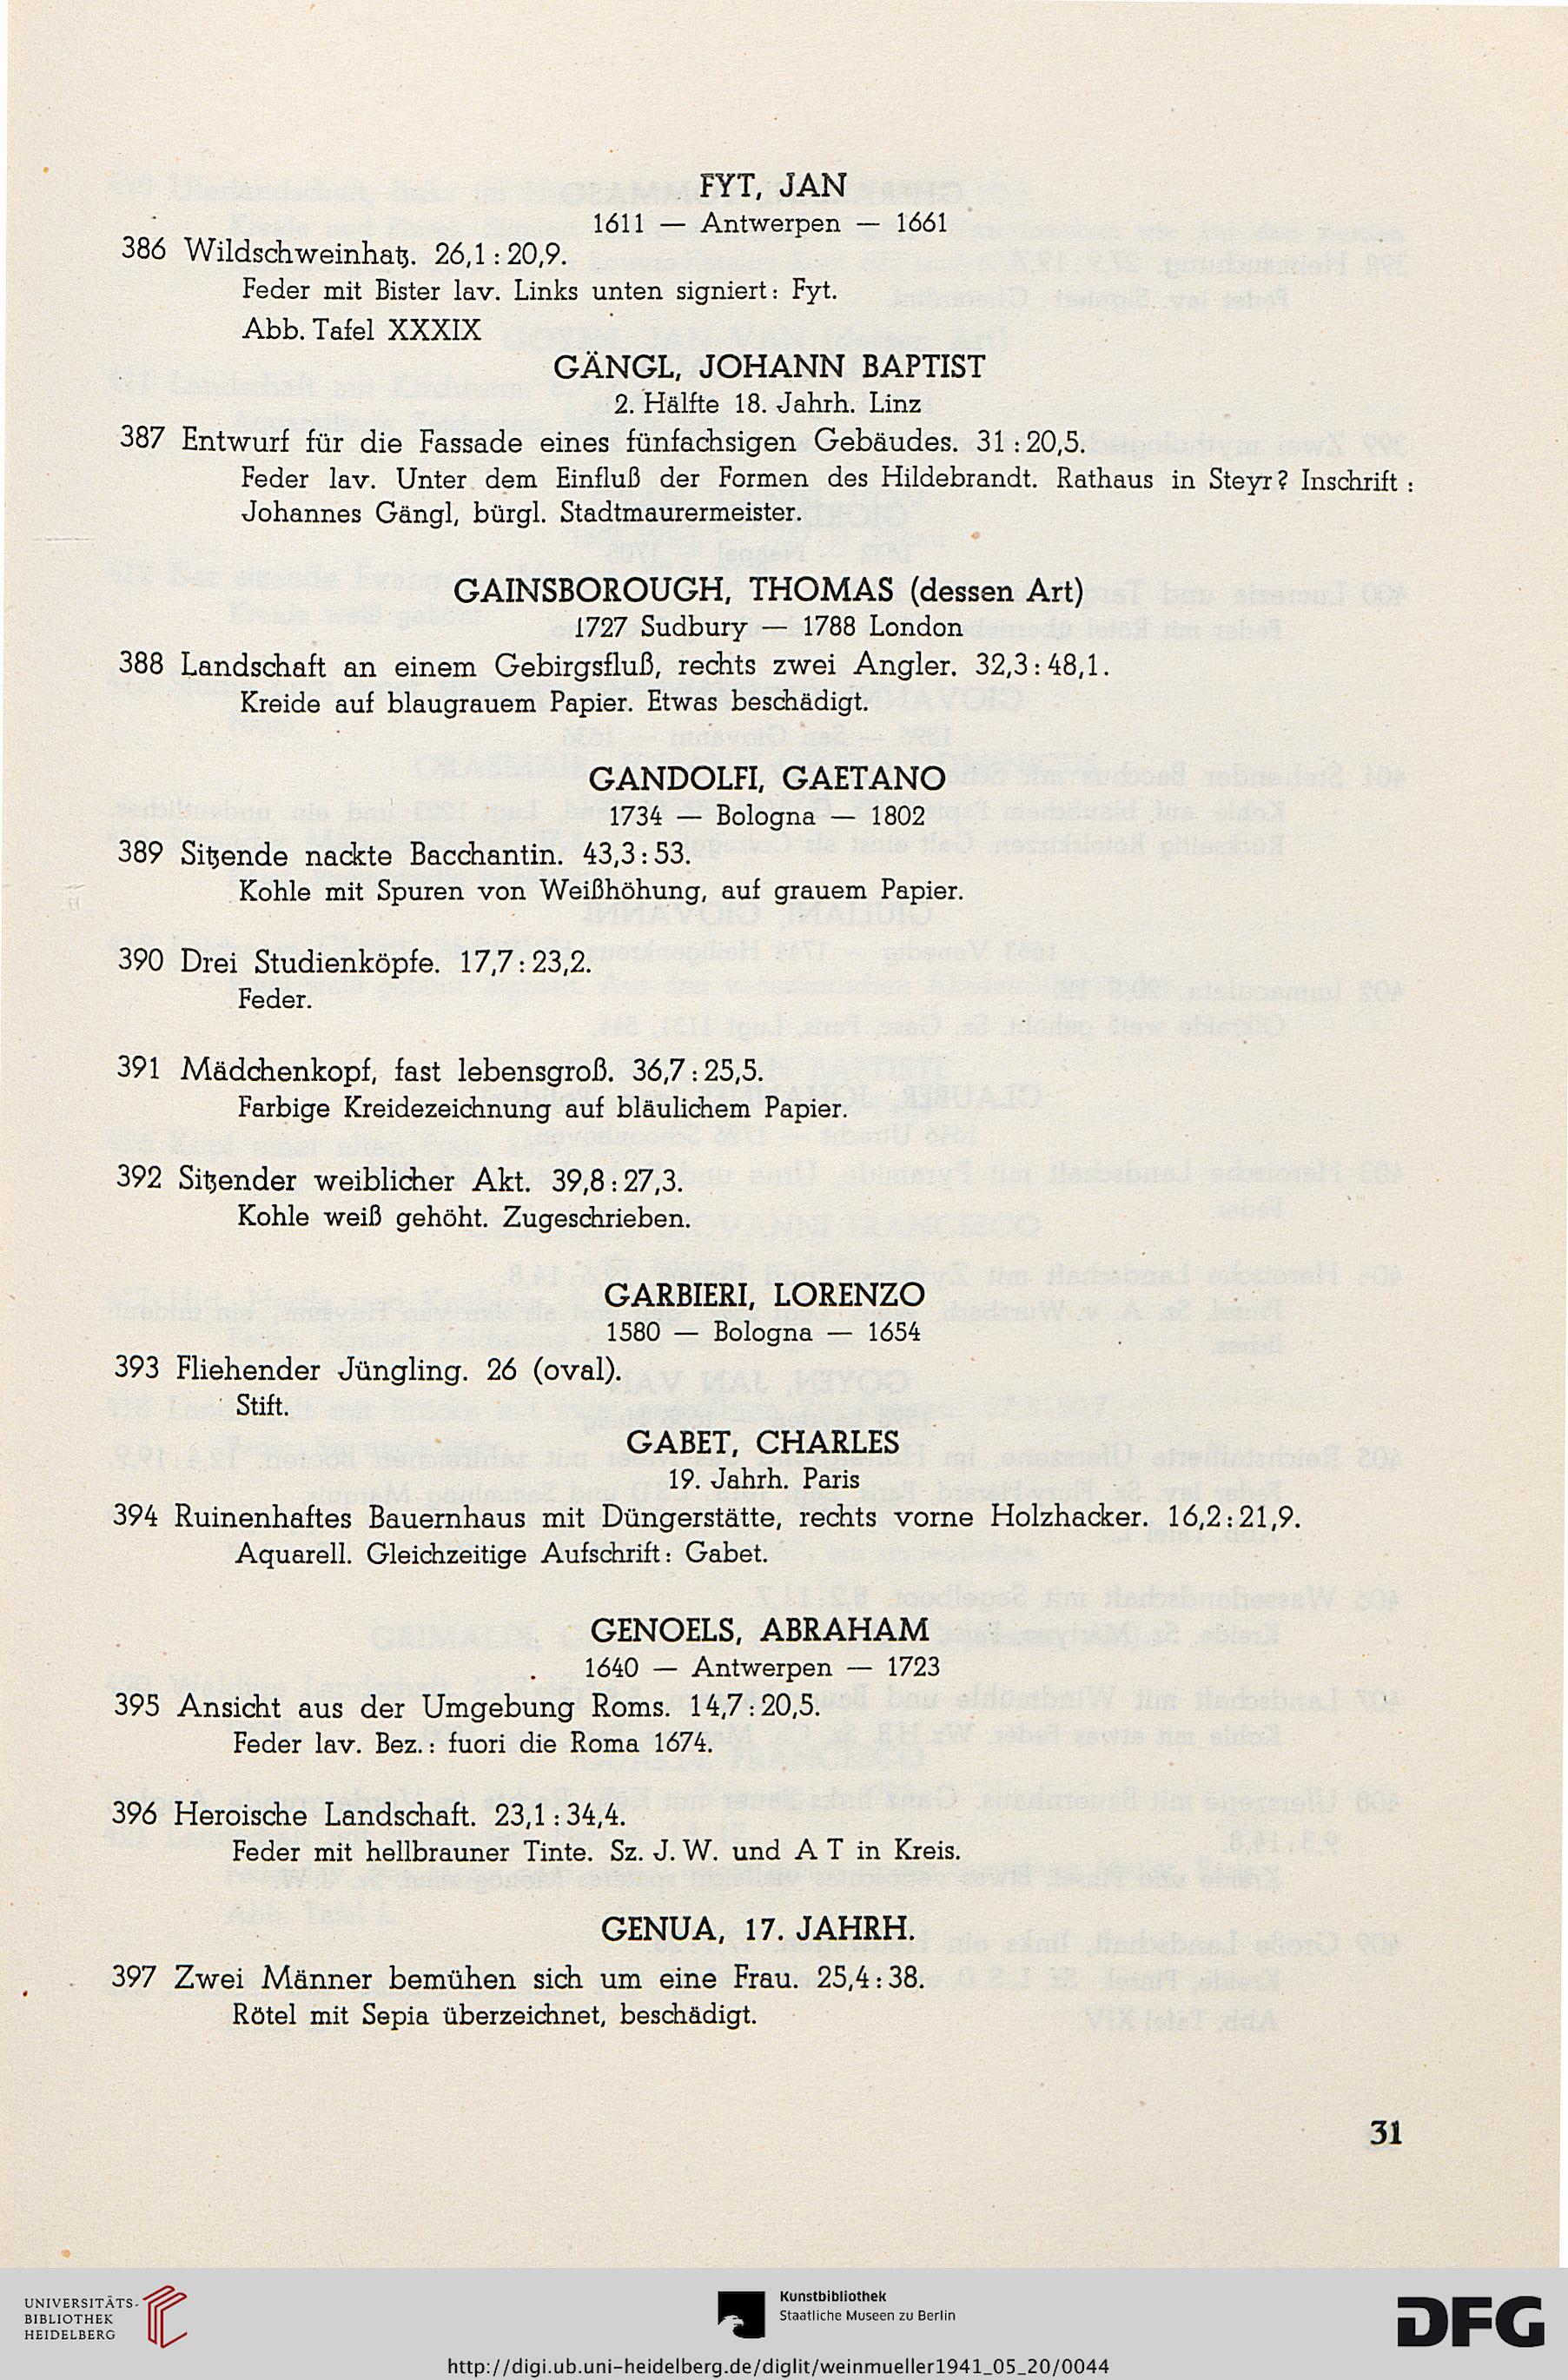 FYT, JAN
1611 — Antwerpen — 1661
386 Wildschweinhatz. 26,1 : 20,9.
Feder mit Bister lav. Links unten signiert: Fyt.
Abb. Tafel XXXIX
GÄNGL, JOHANN BAPTIST
2. Hälfte 18. Jahrh. Linz
387 Entwurf für die Fassade eines fünfachsigen Gebäudes. 31 : 20,5.
Feder lav. Unter dem Einfluß der Formen des Hildebrandt. Rathaus in Steyr? Inschrift :
Johannes Gängl, bürgl. Stadtmaurermeister.
GAINSBOROUGH, THOMAS (dessen Art)
1727 Sudbury — 1788 London
388 Landschaft an einem Gebirgsfluß, rechts zwei Angler. 32,3 : 48,1.
Kreide auf blaugrauem Papier. Etwas beschädigt.
GANDOLFI, GAETANO
1734 — Bologna — 1802
389 Sitzende nackte Bacchantin. 43,3 : 53.
Kohle mit Spuren von Weißhöhung, auf grauem Papier.
390 Drei Studienköpfe. 17,7 : 23,2.
Feder.
391 Mädchenkopf, fast lebensgroß. 36,7 : 25,5.
Farbige Kreidezeichnung auf bläulichem Papier.
392 Sitzender weiblicher Akt. 39,8 : 27,3.
Kohle weiß gehöht. Zugeschrieben.
GARBIERI, LORENZO
1580 — Bologna — 1654
393 Fliehender Jüngling. 26 (oval).
Stift.
GABET, CHARLES
19. Jahrh. Paris
394 Ruinenhaftes Bauernhaus mit Düngerstätte, rechts vorne Holzhacker. 16,2 : 21,9.
Aquarell. Gleichzeitige Aufschrift: Gabet.
GENOELS, ABRAHAM
1640 — Antwerpen — 1723
395 Ansicht aus der Umgebung Roms. 14,7 : 20,5.
Feder lav. Bez.: fuori die Roma 1674.
396 Heroische Landschaft. 23,1 : 34,4.
Feder mit hellbrauner Tinte. Sz. J. W. und A T in Kreis.
GENUA, 17. JAHRH.
397 Zwei Männer bemühen sich um eine Frau. 25,4 : 38.
Rötel mit Sepia überzeichnet, beschädigt.
31
UNIVERSITÄTS-
BIBLIOTHEK
HEIDELBERG
Kunstbibliothek
Staatliche Museen zu Berlin
DFG
http://digi.ub.uni-heidelberg.de/diglit/weinmueller1941_05_20/0044